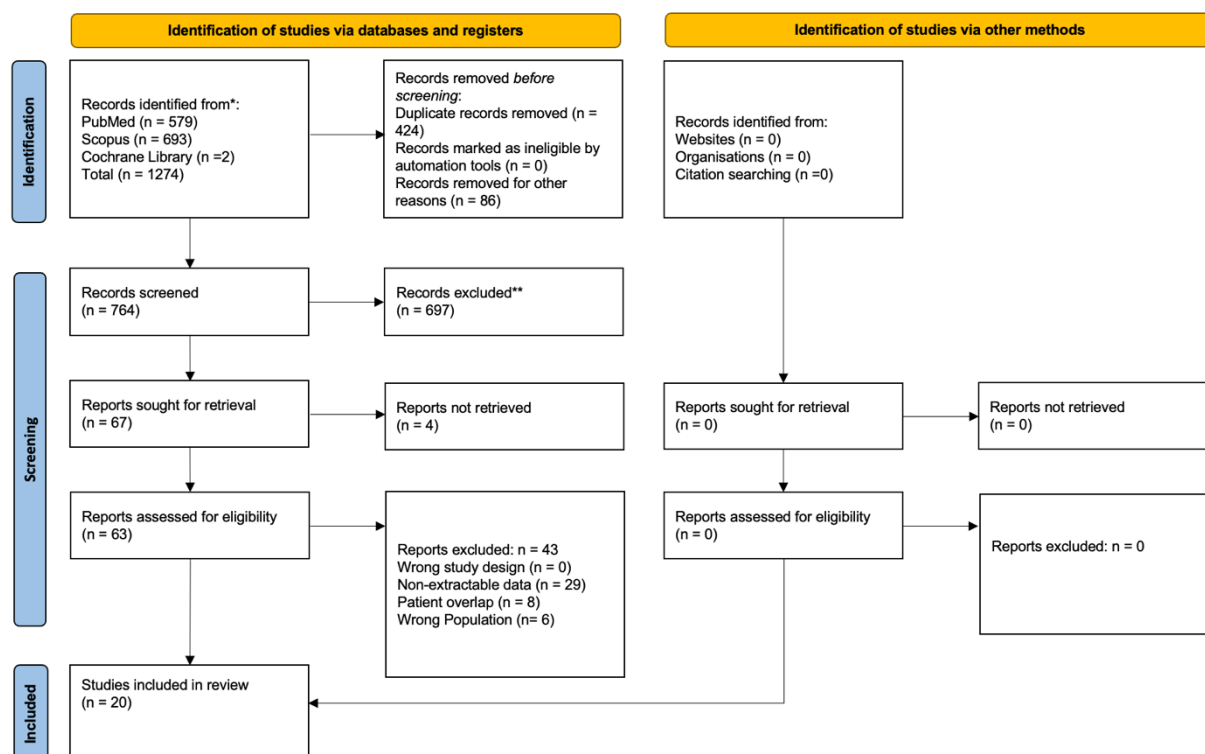 Identification of studies via databases and registers
Identification of studies via other methods
Identification
Records identified from*:
PubMed (n = 579)
Scopus (n = 693)
Cochrane Library (n =2)
Total (n = 1274)
Records removed before
screening:
Duplicate records removed (n =
424)
Records marked as ineligible by
automation tools (n = 0)
Records removed for other
reasons (n = 86)
Records identified from:
Websites (n = 0)
Organisations (n = 0)
Citation searching (n =0)
Screening
Records screened
(n = 764)
Records excluded**
(n = 697)
Reports sought for retrieval
(n = 67)
Reports not retrieved
(n = 4)
Reports sought for retrieval
(n = 0)
Reports not retrieved
(n = 0)
Reports assessed for eligibility
(n = 63)
Reports excluded: n = 43
Wrong study design (n = 0)
Non-extractable data (n = 29)
Patient overlap (n = 8)
Wrong Population (n= 6)
Reports assessed for eligibility
(n = 0)
Reports excluded: n = 0
Included
Studies included in review
(n = 20)